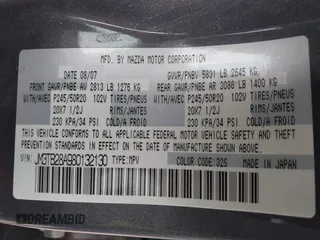 MFD. BY MAZDA MOTOR CORPORATION
DATE 08/07 GVWR/PNBV 5831 LB 2645 KG.
FRONT GAWR/PNBE AV 2813 LB 1276 KG. REAR GAWR/PNBE AR 3086 LB 1400 KG.
WITH/AVEC P245/50R20 102V TIRES/PNEUS WITH/AVEC P245/50R20 102V TIRES/PNEUS
20X7 1/2J RIMS/JANTES 20X7 1/2J RIMS/JANTES
230 KPA/34 PSI COLD/A FROID 230 KPA/34 PSI COLD/A FROID
THIS VEHICLE CONFORMS TO ALL APPLICABLE FEDERAL MOTOR VEHICLE SAFETY, BUMPER, AND THEFT
PREVENTION STANDARDS IN EFFECT ON THE DATE OF MANUFACTURE SHOWN ABOVE.
JM3TB28A980132130 TYPE:MPV COLOR CODE: 32S MADE IN JAPAN
DREAMBID